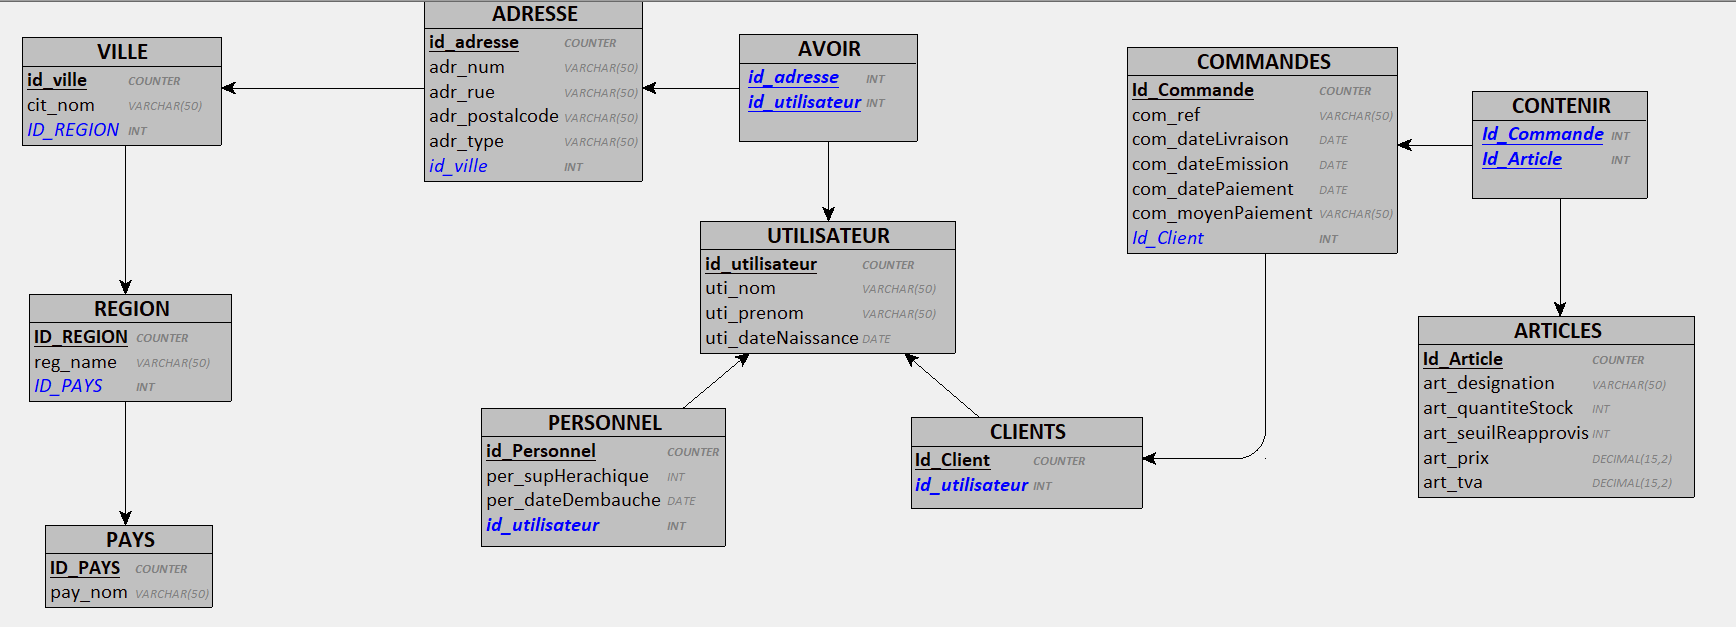 VILLE
id_ville COUNTER
cit_nom VARCHAR(50)
ID_REGION INT
ADRESSE
id_adresse COUNTER
adr_num VARCHAR(50)
adr_rue VARCHAR(50)
adr_postalcode VARCHAR(50)
adr_type VARCHAR(50)
id_ville INT
AVOIR
id_adresse INT
id_utilisateur INT
COMMANDES
Id_Commande COUNTER
com_ref VARCHAR(50)
com_dateLivraison DATE
com_dateEmission DATE
com_datePaiement DATE
com_moyenPaiement VARCHAR(50)
Id_Client INT
CONTENIR
Id_Commande INT
Id_Article INT
UTILISATEUR
id_utilisateur COUNTER
uti_nom VARCHAR(50)
uti_prenom VARCHAR(50)
uti_dateNaissance DATE
REGION
ID_REGION COUNTER
reg_name VARCHAR(50)
ID_PAYS INT
ARTICLES
Id_Article COUNTER
art_designation VARCHAR(50)
art_quantiteStock INT
art_seuilReapprovis INT
art_prix DECIMAL(15,2)
art_tva DECIMAL(15,2)
PERSONNEL
id_Personnel COUNTER
per_supHerachique INT
per_dateDembauche DATE
id_utilisateur INT
CLIENTS
Id_Client COUNTER
id_utilisateur INT
PAYS
ID_PAYS COUNTER
pay_nom VARCHAR(50)